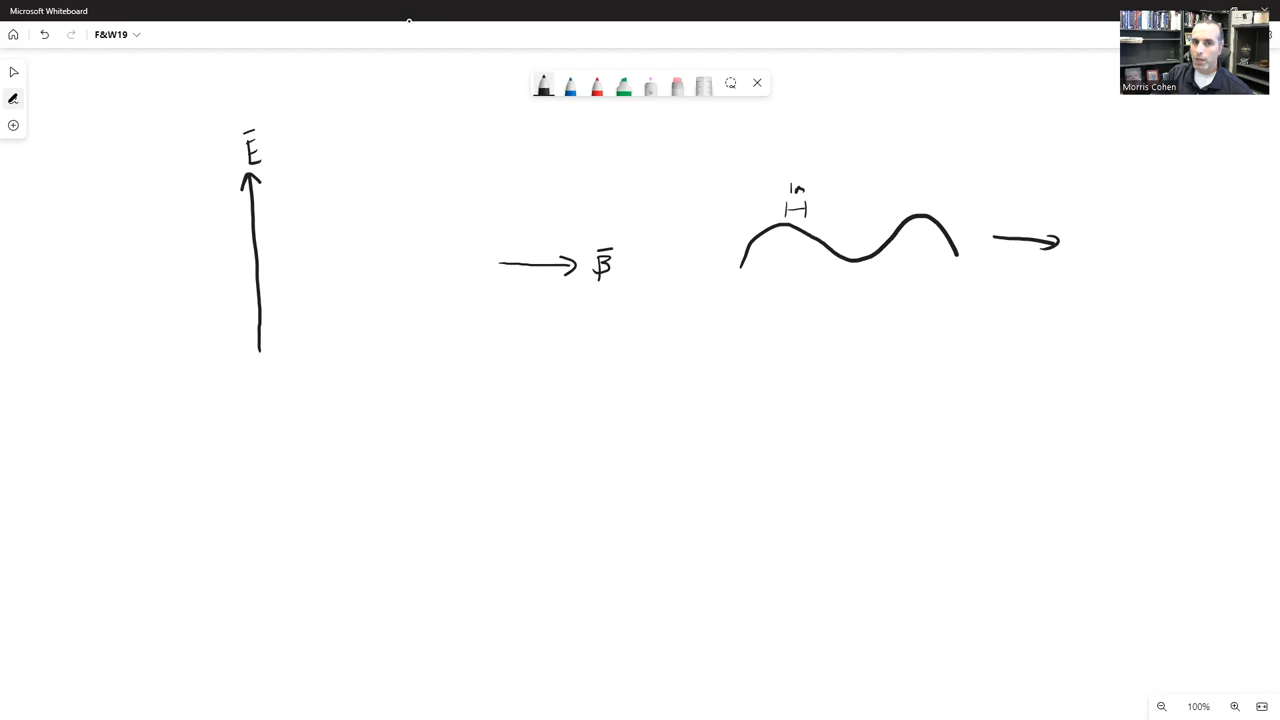 Microsoft Whiteboard
F&W19
Morris Cohen
E̅
1m
β̅
100%